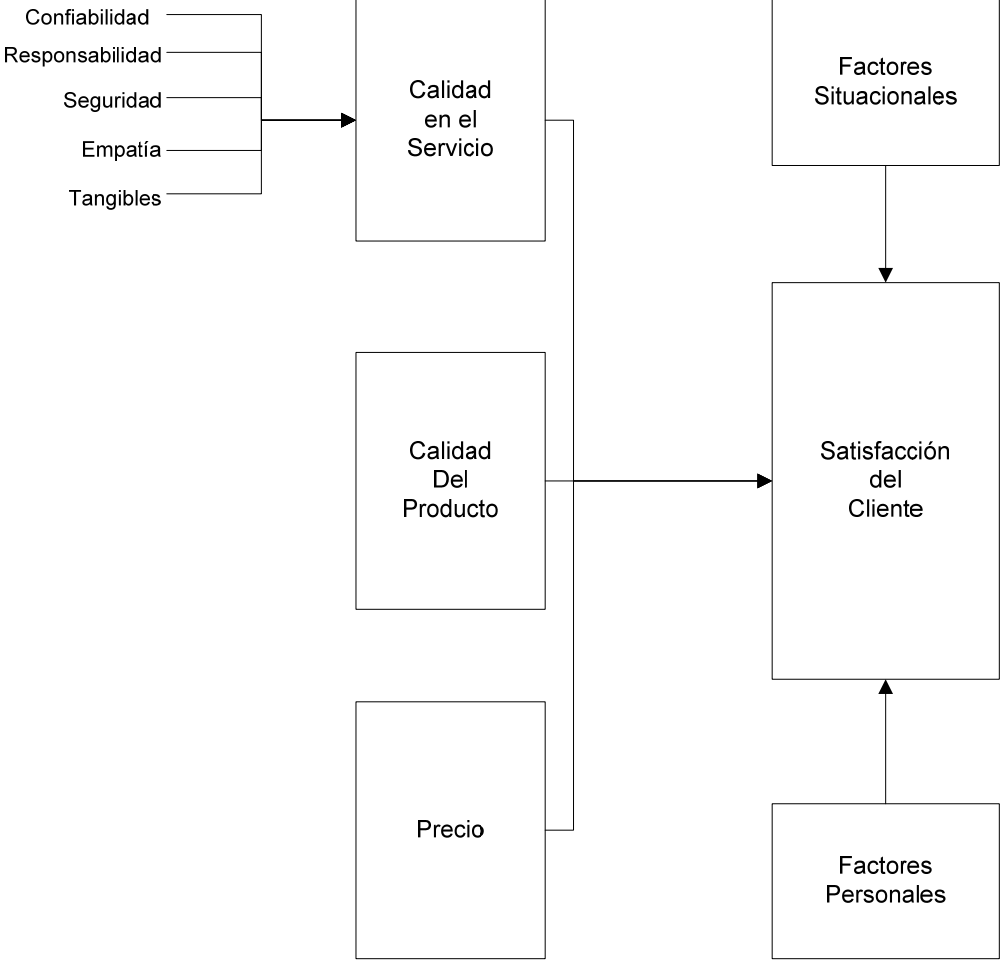 Confiabilidad
Responsabilidad
Seguridad
Empatía
Tangibles
Calidad
en el
Servicio
Factores
Situacionales
Calidad
Del
Producto
Satisfacción
del
Cliente
Precio
Factores
Personales